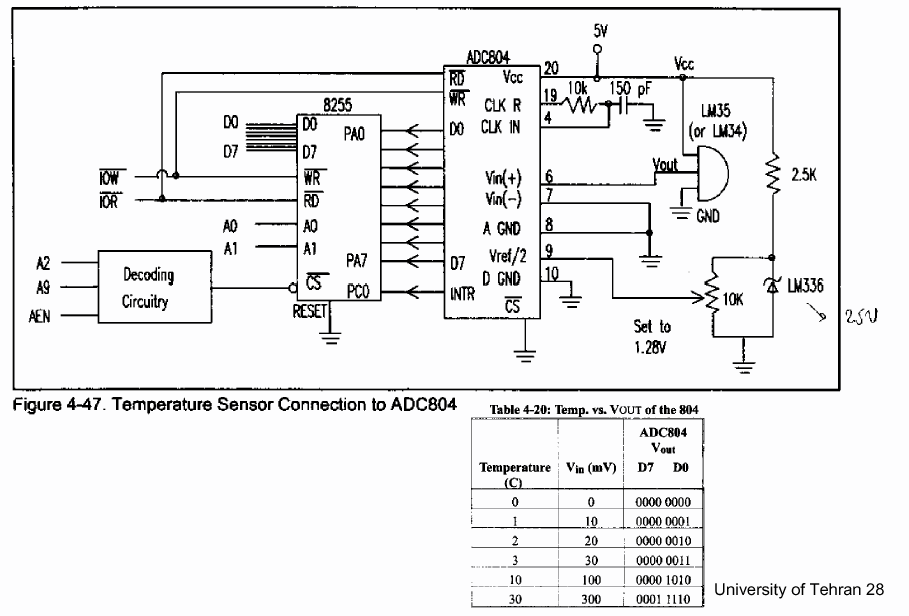 5V
ADC804
20
Vcc
RD
Vcc
WR
19
10k
150 pF
CLK R
LM35
8255
(or LM34)
D0
D0
PA0
D0
CLK IN
4
D7
D7
Vout
2.5K
IOW
WR
Vin(+)
6
IOR
RD
Vin(-)
7
GND
A0
A0
A GND
8
A1
A1
Vref/2
9
A2
Decoding
PA7
D7
D GND
10
LM336
A9
Circuitry
CS
PC0
INTR
10K
CS
AEN
RESET
Set to
2.5V
1.28V
Figure 4-47. Temperature Sensor Connection to ADC804
Table 4-20: Temp. vs. VOUT of the 804
Temperature (C) Vin (mV) ADC804 Vout D7 D0
0 0 0000 0000
1 10 0000 0001
2 20 0000 0010
3 30 0000 0011
10 100 0000 1010
30 300 0001 1110
University of Tehran 28